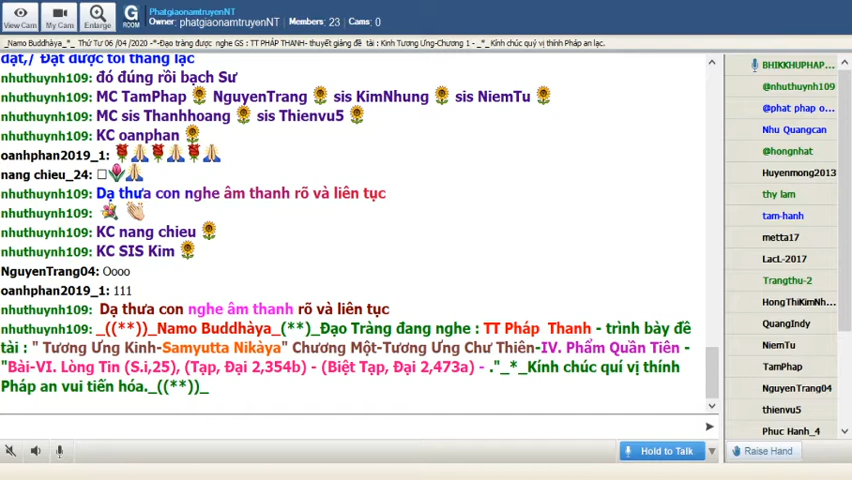 View Cam
My Cam
Enlarge
G
ROOM
PhatgiaonamtruyenNT
Owner: phatgiaonamtruyenNT Members: 23 Cams: 0
_Namo Buddhàya_*_ Thứ Tư 06 /04 /2020 -*-Đạo tràng được nghe GS : TT PHÁP THANH- thuyết giảng đề tài : Kinh Tương Ưng-Chương 1 - _*_Kính chúc quý vị thính Pháp an lạc.
đạt,/ Đạt được tối thắng lạc
nhuthuynh109: đó đúng rồi bạch Sư
nhuthuynh109: MC TamPhap 🌻 NguyenTrang 🌻 sis KimNhung 🌻 sis NiemTu 🌻
nhuthuynh109: MC sis Thanhhoang 🌻 sis Thienvu5 🌻
nhuthuynh109: KC oanphan 🌻
oanhphan2019_1: 🌹🙏🌹🙏🌹🙏
nang chieu_24: □🌷🙏
nhuthuynh109: Dạ thưa con nghe âm thanh rõ và liên tục
nhuthuynh109: 💐 👏
nhuthuynh109: KC nang chieu 🌻
nhuthuynh109: KC SIS Kim 🌻
NguyenTrang04: Oooo
oanhphan2019_1: 111
nhuthuynh109: Dạ thưa con nghe âm thanh rõ và liên tục
nhuthuynh109: _((**))_Namo Buddhàya_(**)_Đạo Tràng đang nghe : TT Pháp Thanh - trình bày đề
tài : " Tương Ưng Kinh-Samyutta Nikàya" Chương Một-Tương Ưng Chư Thiên-IV. Phẩm Quần Tiên -
"Bài-VI. Lòng Tin (S.i,25), (Tạp, Đại 2,354b) - (Biệt Tạp, Đại 2,473a) - ."_*_Kính chúc quí vị thính
Pháp an vui tiến hóa._((**))_
BHIKKHUPHAP...
@nhuthuynh109
@phat phap o...
Nhu Quangcan
@hongnhat
Huyenmong2013
thy lam
tam-hanh
metta17
LacL-2017
Trangthu-2
HongThiKimNh...
QuangIndy
NiemTu
TamPhap
NguyenTrang04
thienvu5
Phuc Hanh_4
Hold to Talk
Raise Hand